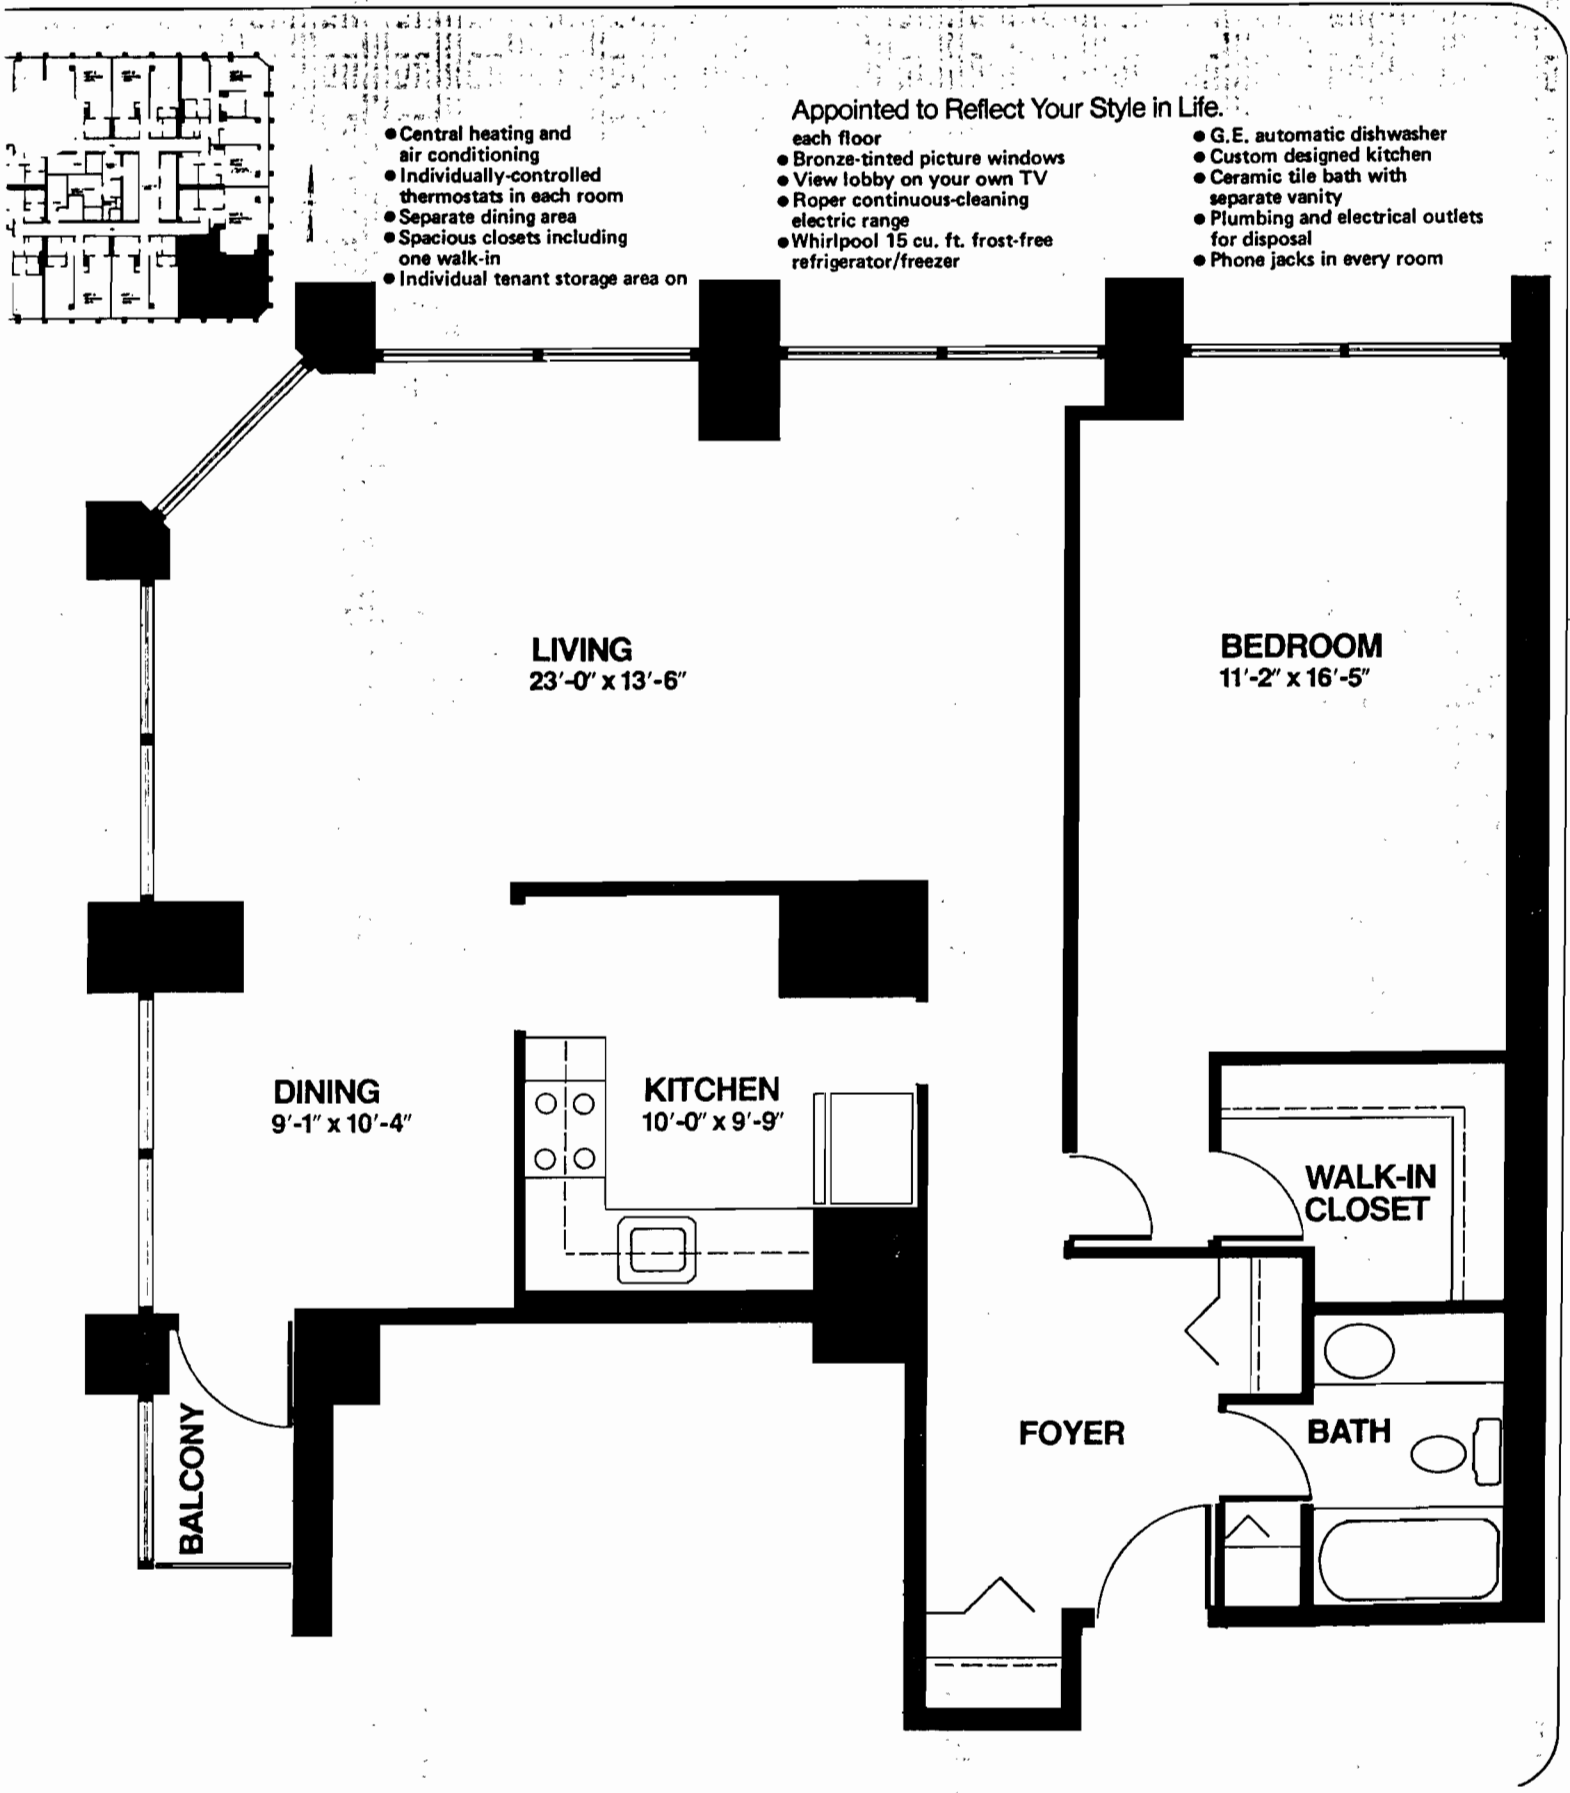 Appointed to Reflect Your Style in Life.
● Central heating and
air conditioning
● Individually-controlled
thermostats in each room
● Separate dining area
● Spacious closets including
one walk-in
● Individual tenant storage area on
each floor
● Bronze-tinted picture windows
● View lobby on your own TV
● Roper continuous-cleaning
electric range
● Whirlpool 15 cu. ft. frost-free
refrigerator/freezer
● G.E. automatic dishwasher
● Custom designed kitchen
● Ceramic tile bath with
separate vanity
● Plumbing and electrical outlets
for disposal
● Phone jacks in every room
LIVING
23'-0" x 13'-6"
BEDROOM
11'-2" x 16'-5"
DINING
9'-1" x 10'-4"
KITCHEN
10'-0" x 9'-9"
WALK-IN
CLOSET
FOYER
BATH
BALCONY